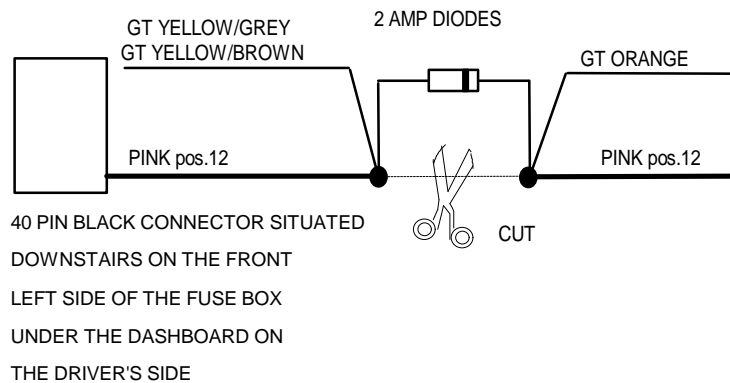 2 AMP DIODES
GT YELLOW/GREY
GT YELLOW/BROWN
GT ORANGE
PINK pos.12
PINK pos.12
CUT
40 PIN BLACK CONNECTOR SITUATED
DOWNSTAIRS ON THE FRONT
LEFT SIDE OF THE FUSE BOX
UNDER THE DASHBOARD ON
THE DRIVER'S SIDE